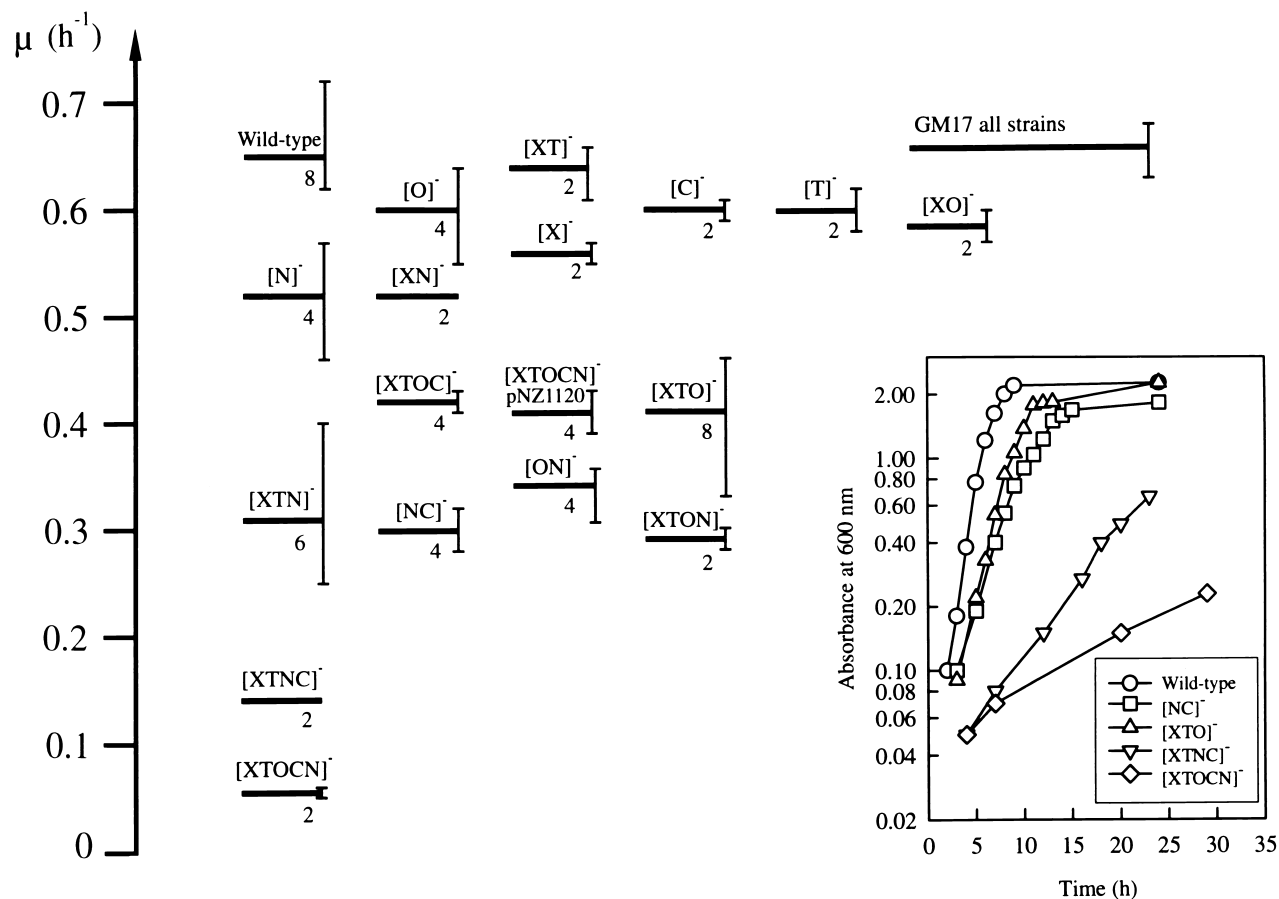 μ (h⁻¹)
0.7
0.6
0.5
0.4
0.3
0.2
0.1
0
Wild-type
8
[N]⁻
4
[XTN]⁻
6
[XTNC]⁻
2
[XTOCN]⁻
2
[O]⁻
4
[XN]⁻
2
[XTOC]⁻
4
[NC]⁻
4
[XT]⁻
2
[X]⁻
2
[XTOCN]⁻
pNZ1120
4
[ON]⁻
4
[C]⁻
2
[XTO]⁻
8
[XTON]⁻
2
[T]⁻
2
GM17 all strains
[XO]⁻
2
Absorbance at 600 nm
2.00
1.00
0.80
0.60
0.40
0.20
0.10
0.08
0.06
0.04
0.02
Wild-type
[NC]⁻
[XTO]⁻
[XTNC]⁻
[XTOCN]⁻
0 5 10 15 20 25 30 35
Time (h)